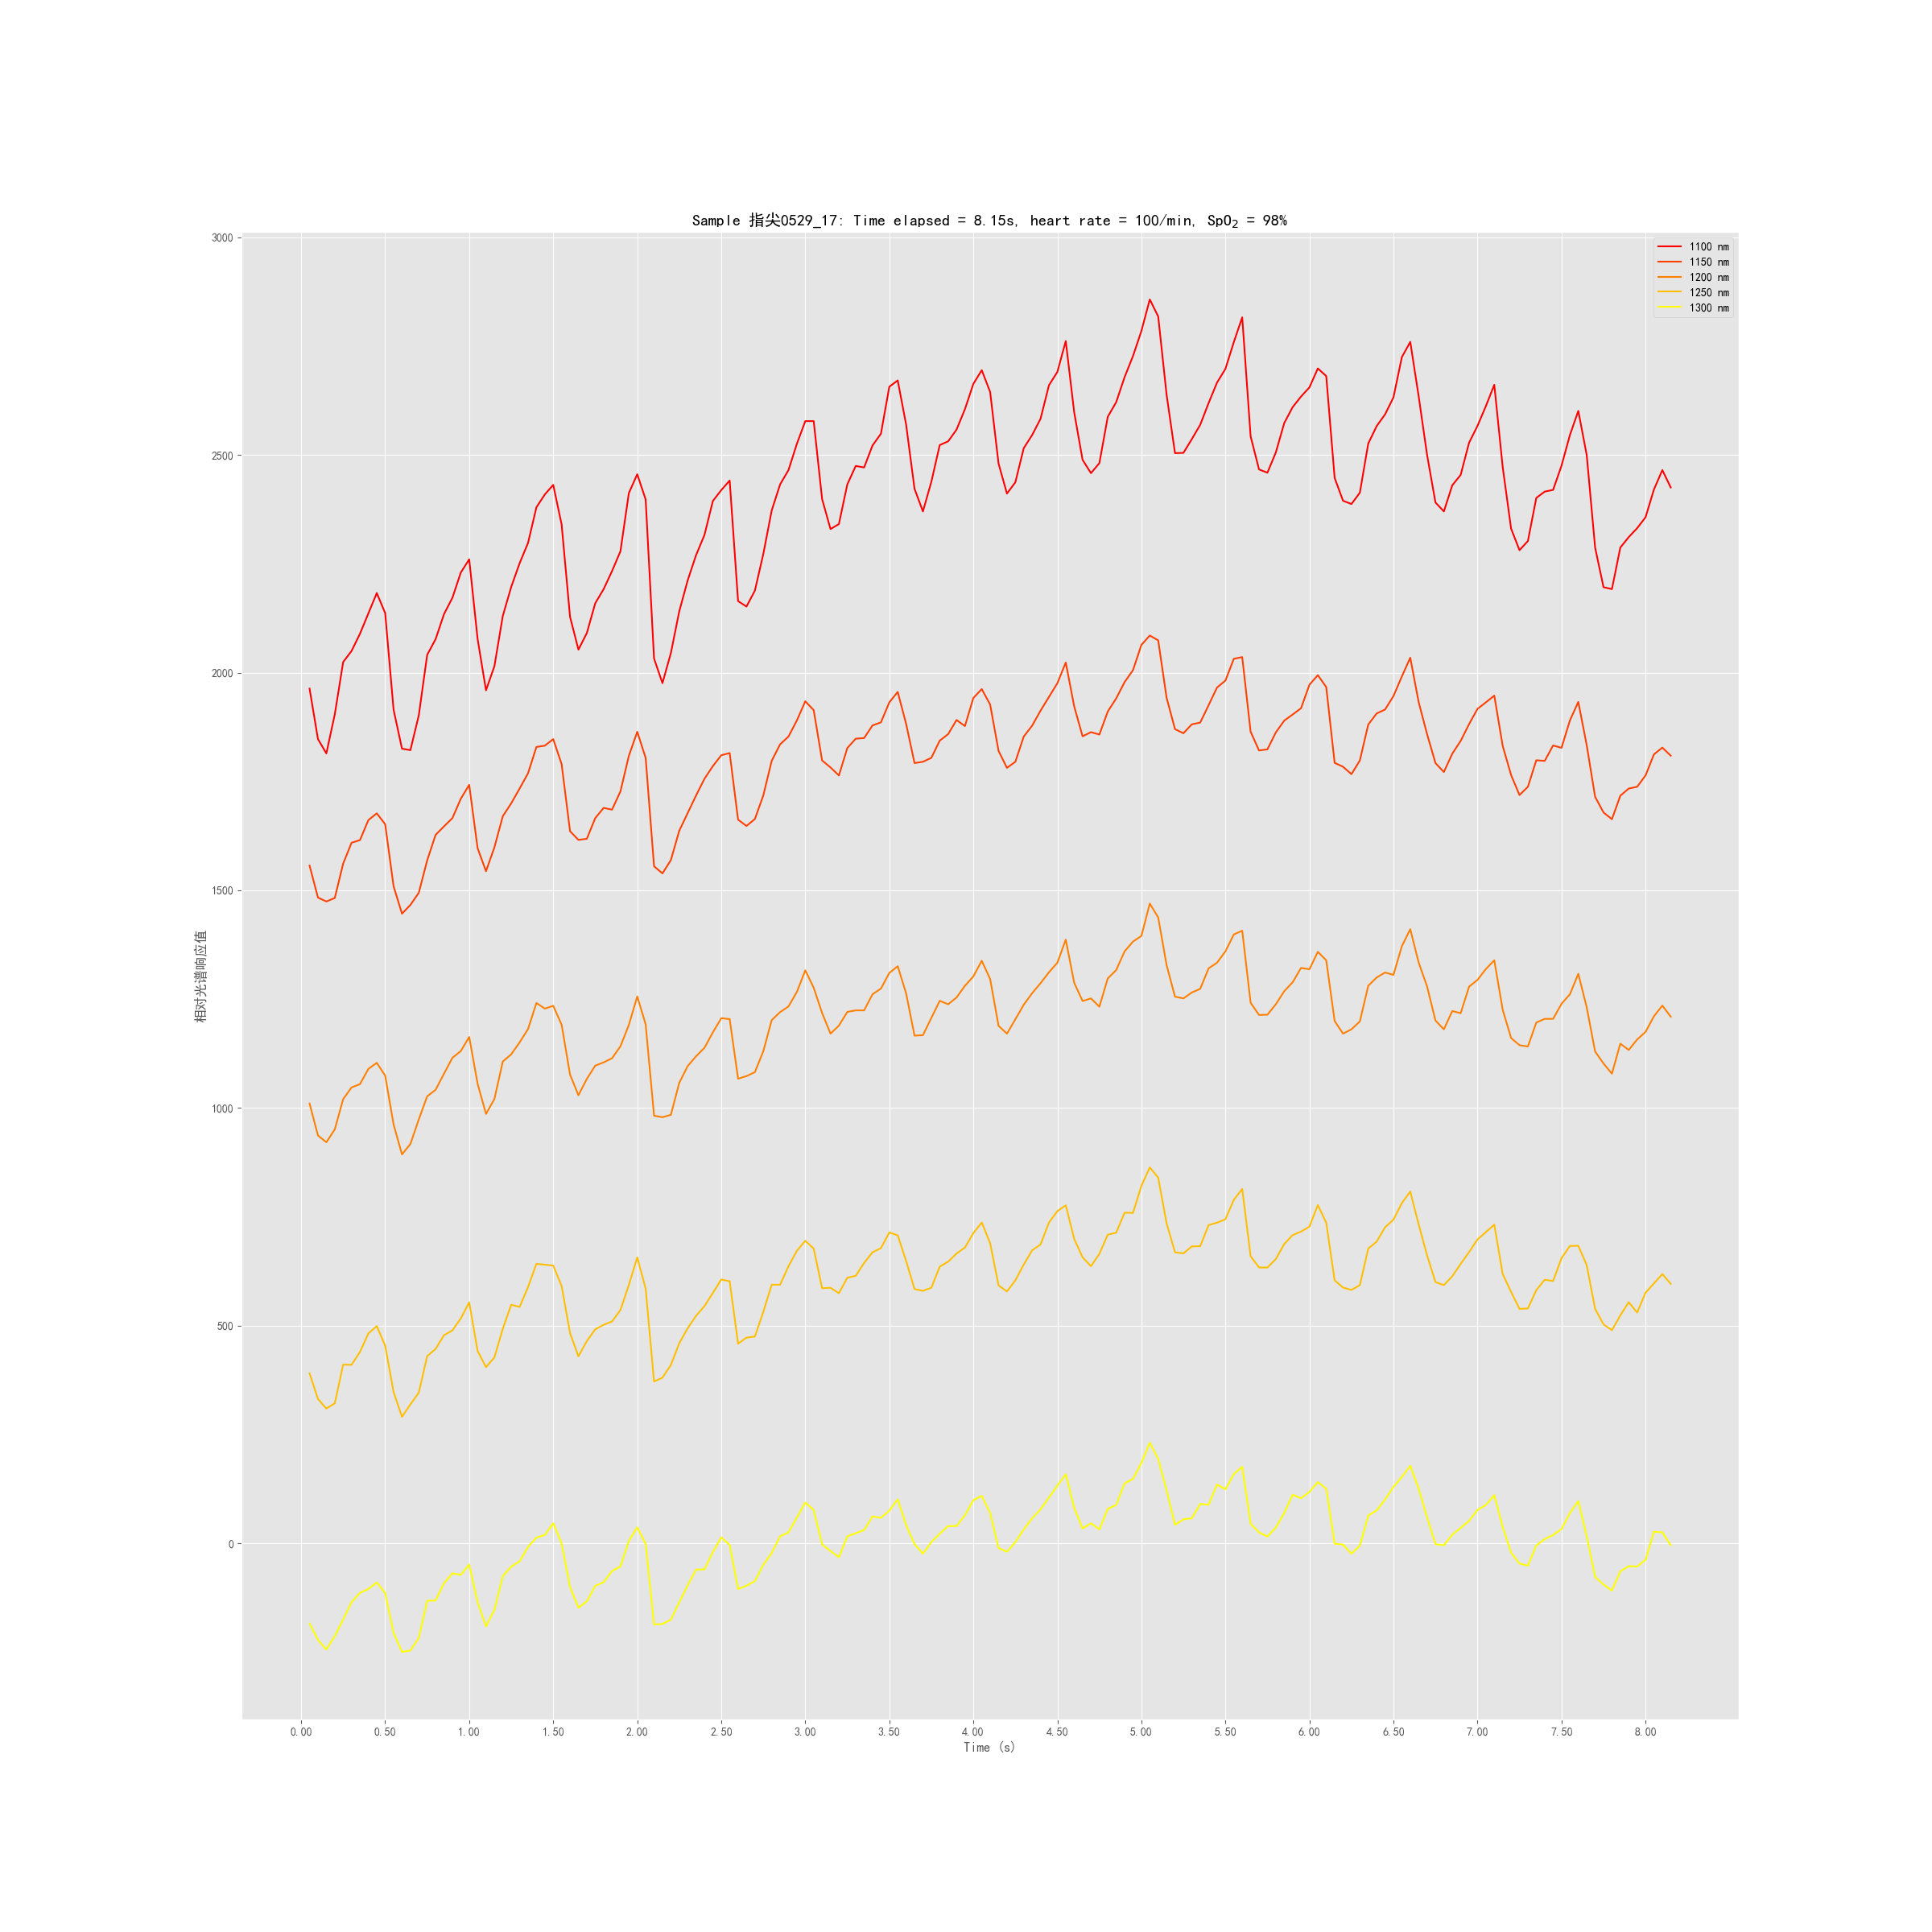 Sample 指尖0529_17: Time elapsed = 8.15s, heart rate = 100/min, SpO₂ = 98%
3000
2500
2000
1500
1000
500
0
相对光谱响应值
1100 nm
1150 nm
1200 nm
1250 nm
1300 nm
0.00 0.50 1.00 1.50 2.00 2.50 3.00 3.50 4.00 4.50 5.00 5.50 6.00 6.50 7.00 7.50 8.00
Time (s)